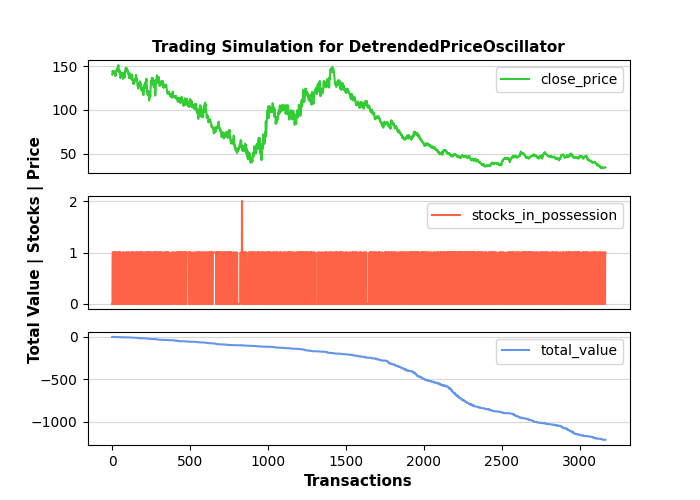 Trading Simulation for DetrendedPriceOscillator
150
100
50
close_price
2
1
0
stocks_in_possession
0
−500
−1000
total_value
0 500 1000 1500 2000 2500 3000
Transactions
Total Value | Stocks | Price